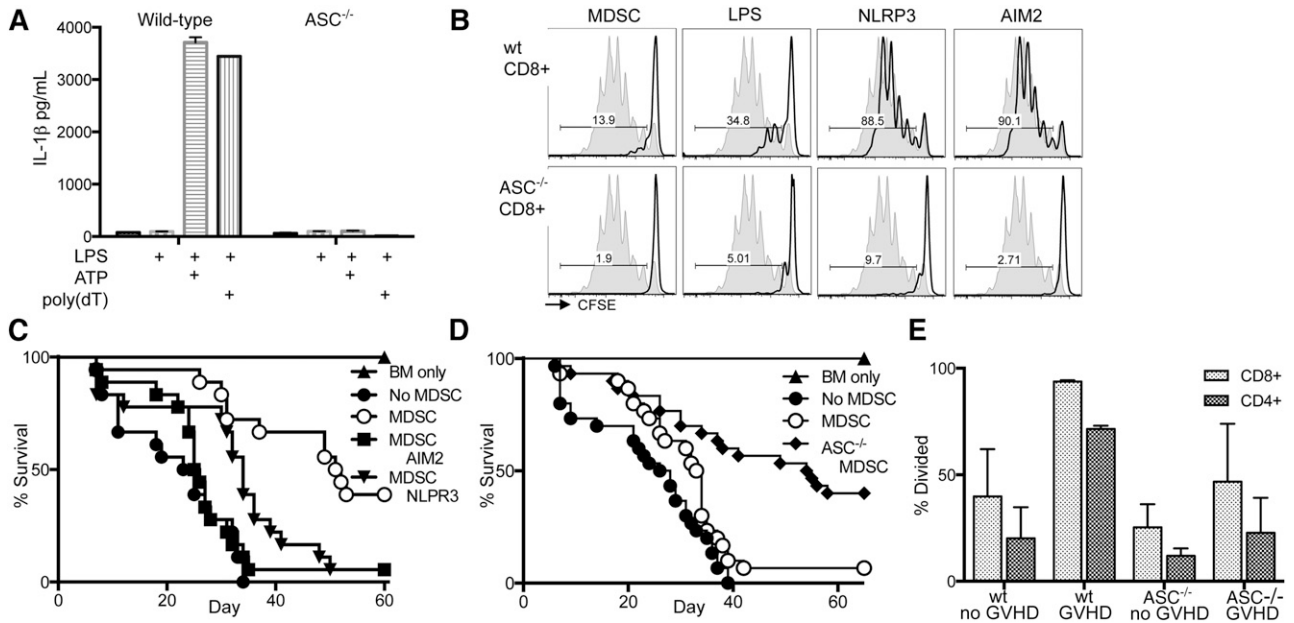 A
Wild-type
ASC-/-
4000
3000
2000
1000
0
IL-1β pg/mL
LPS + + + + + +
ATP + +
poly(dT) + +
B
MDSC LPS NLRP3 AIM2
wt
CD8+
13.9 34.8 88.5 90.1
ASC-/-
CD8+
1.9 5.01 9.7 2.71
CFSE
C
100
50
0
% Survival
0 20 40 60
Day
BM only
No MDSC
MDSC
MDSC
AIM2
MDSC
NLPR3
D
100
50
0
% Survival
0 20 40 60
Day
BM only
No MDSC
MDSC
ASC-/-
MDSC
E
100
50
0
% Divided
CD8+
CD4+
wt
no GVHD
wt
GVHD
ASC-/-
no GVHD
ASC-/-
GVHD